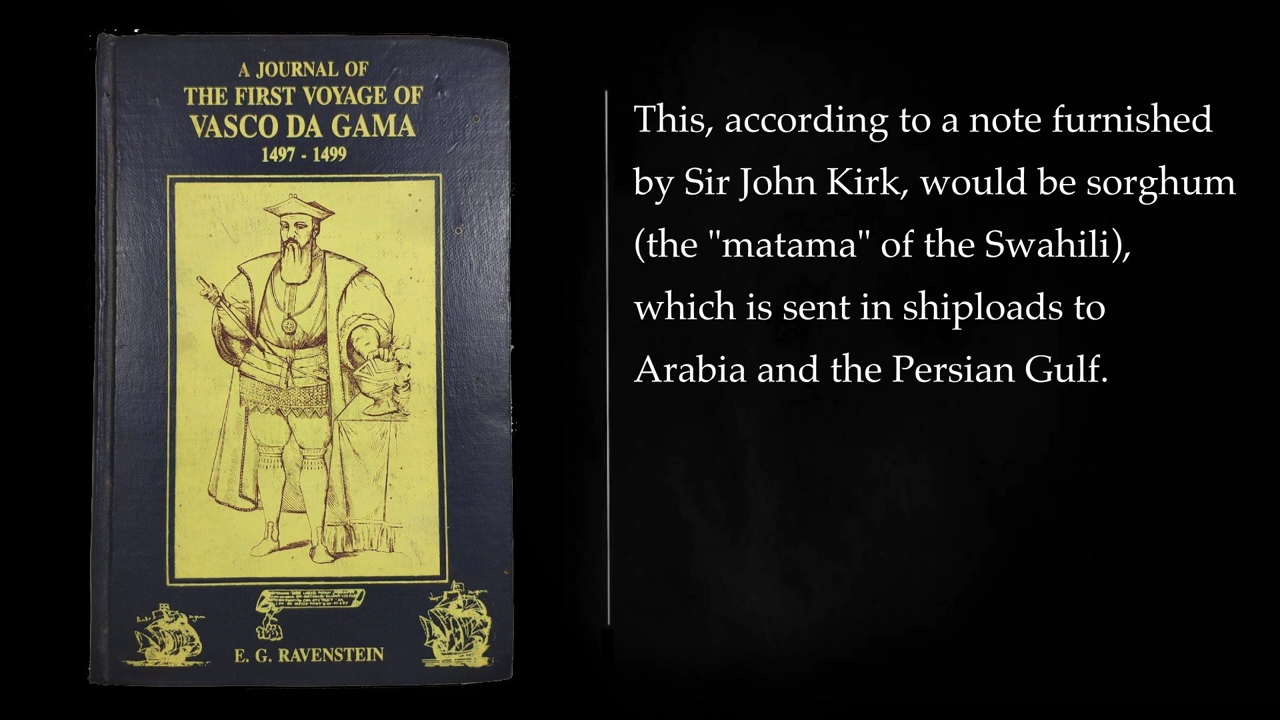 A JOURNAL OF
THE FIRST VOYAGE OF
VASCO DA GAMA
1497 - 1499
E. G. RAVENSTEIN
This, according to a note furnished
by Sir John Kirk, would be sorghum
(the "matama" of the Swahili),
which is sent in shiploads to
Arabia and the Persian Gulf.